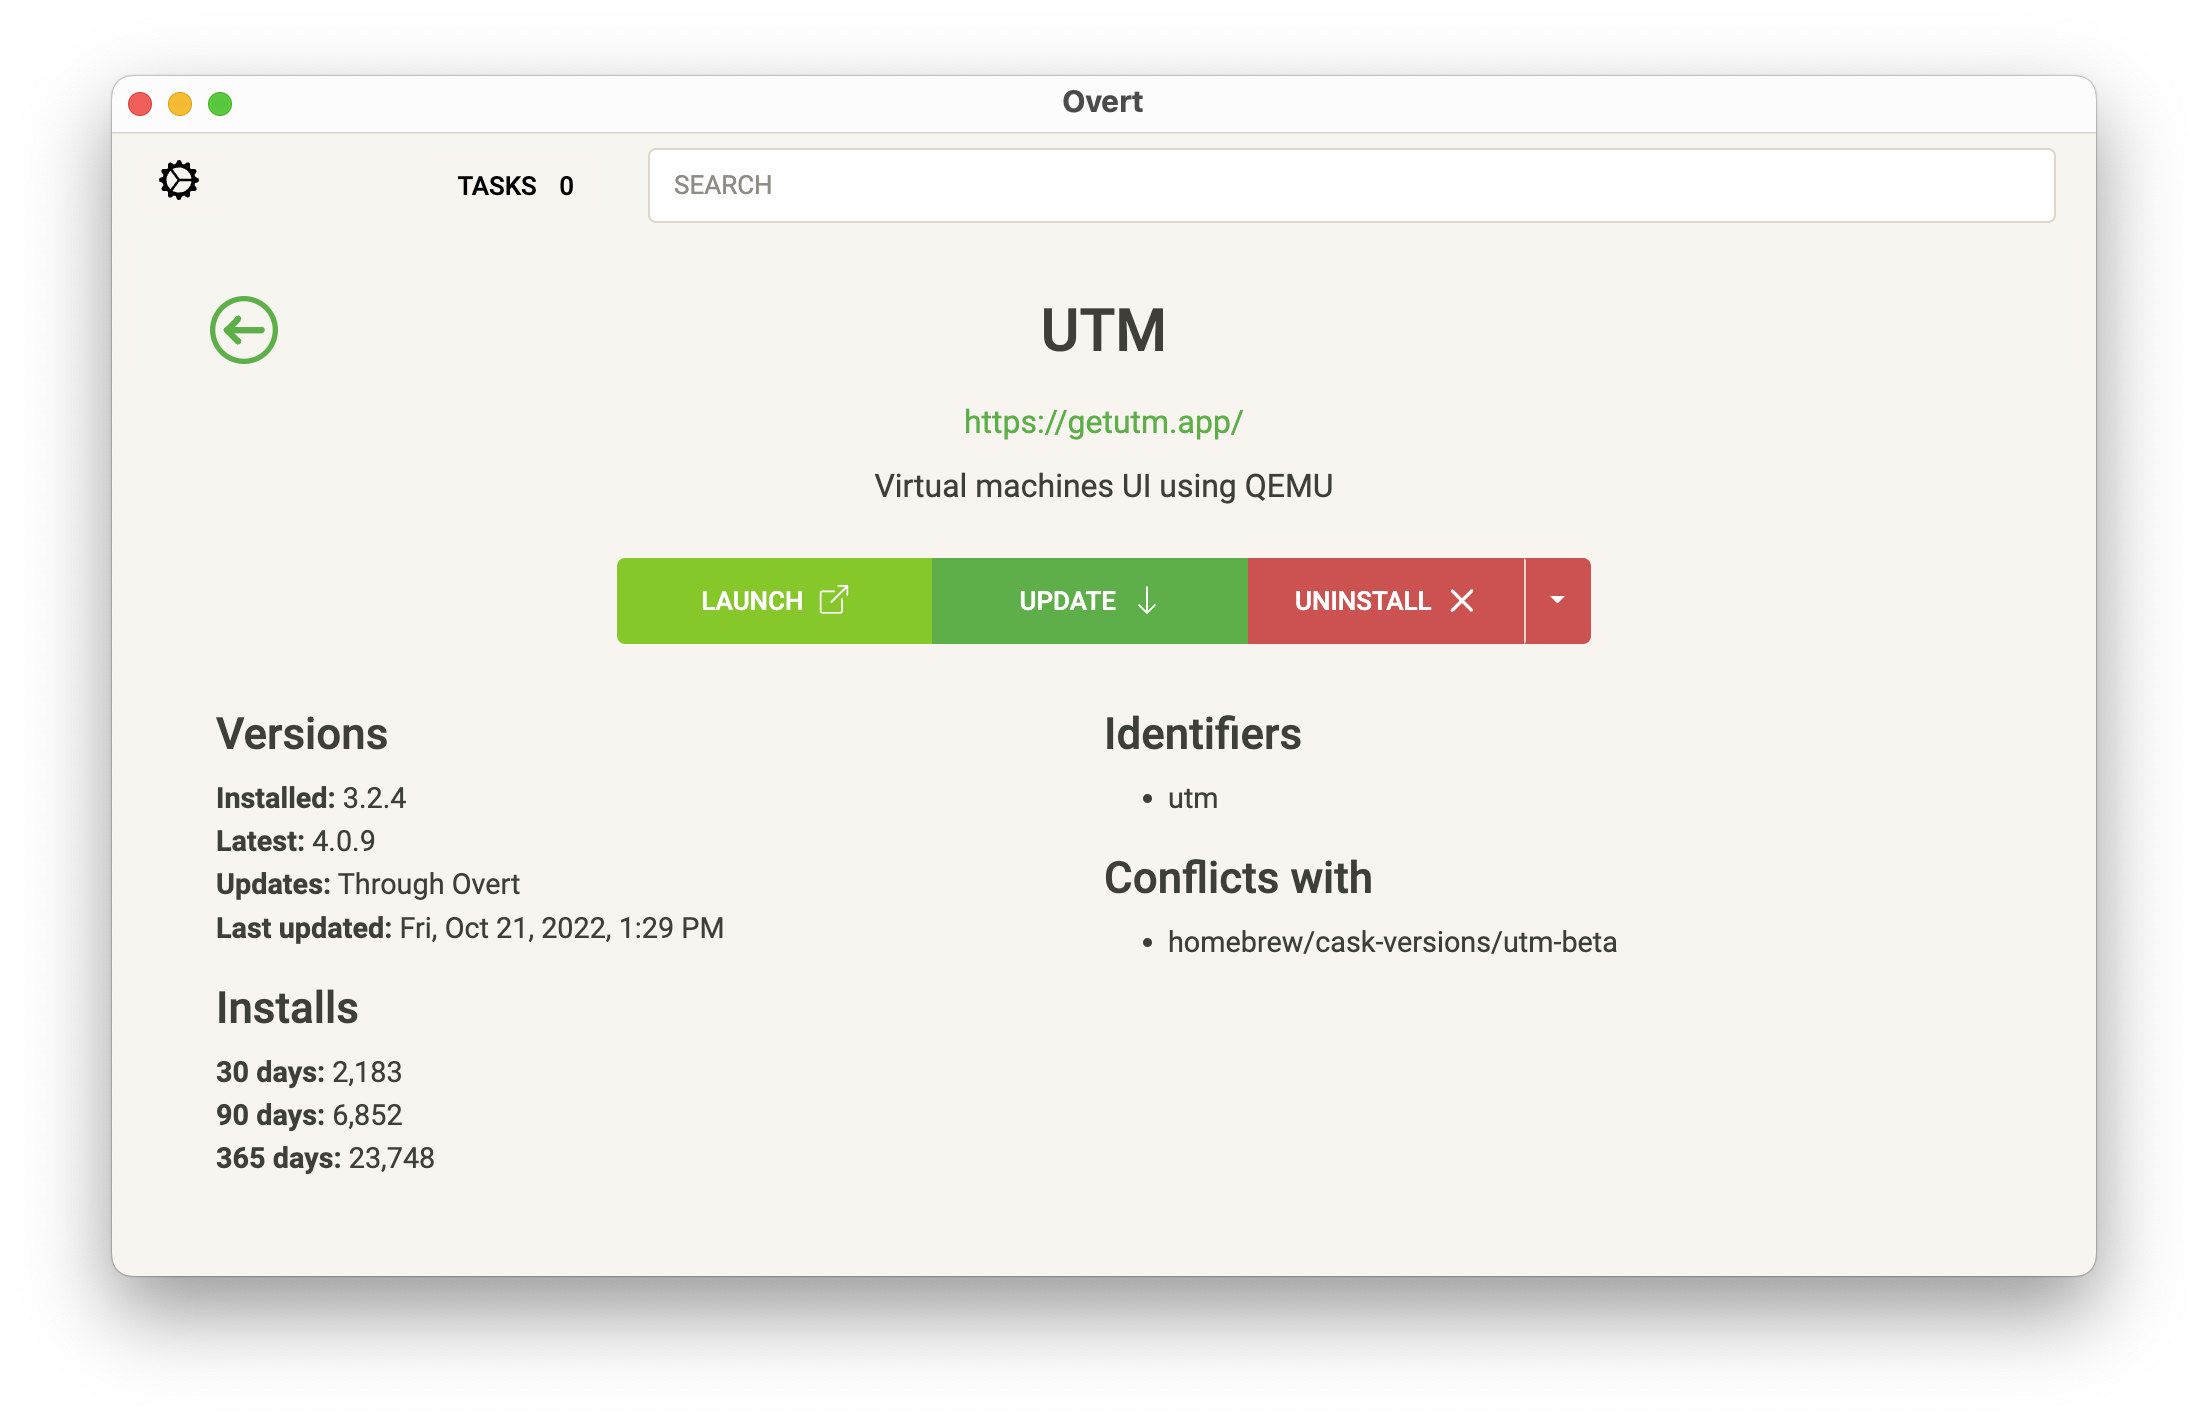 Overt
TASKS 0
SEARCH
UTM
https://getutm.app/
Virtual machines UI using QEMU
LAUNCH
UPDATE
UNINSTALL
Versions
Installed: 3.2.4
Latest: 4.0.9
Updates: Through Overt
Last updated: Fri, Oct 21, 2022, 1:29 PM
Installs
30 days: 2,183
90 days: 6,852
365 days: 23,748
Identifiers
• utm
Conflicts with
• homebrew/cask-versions/utm-beta